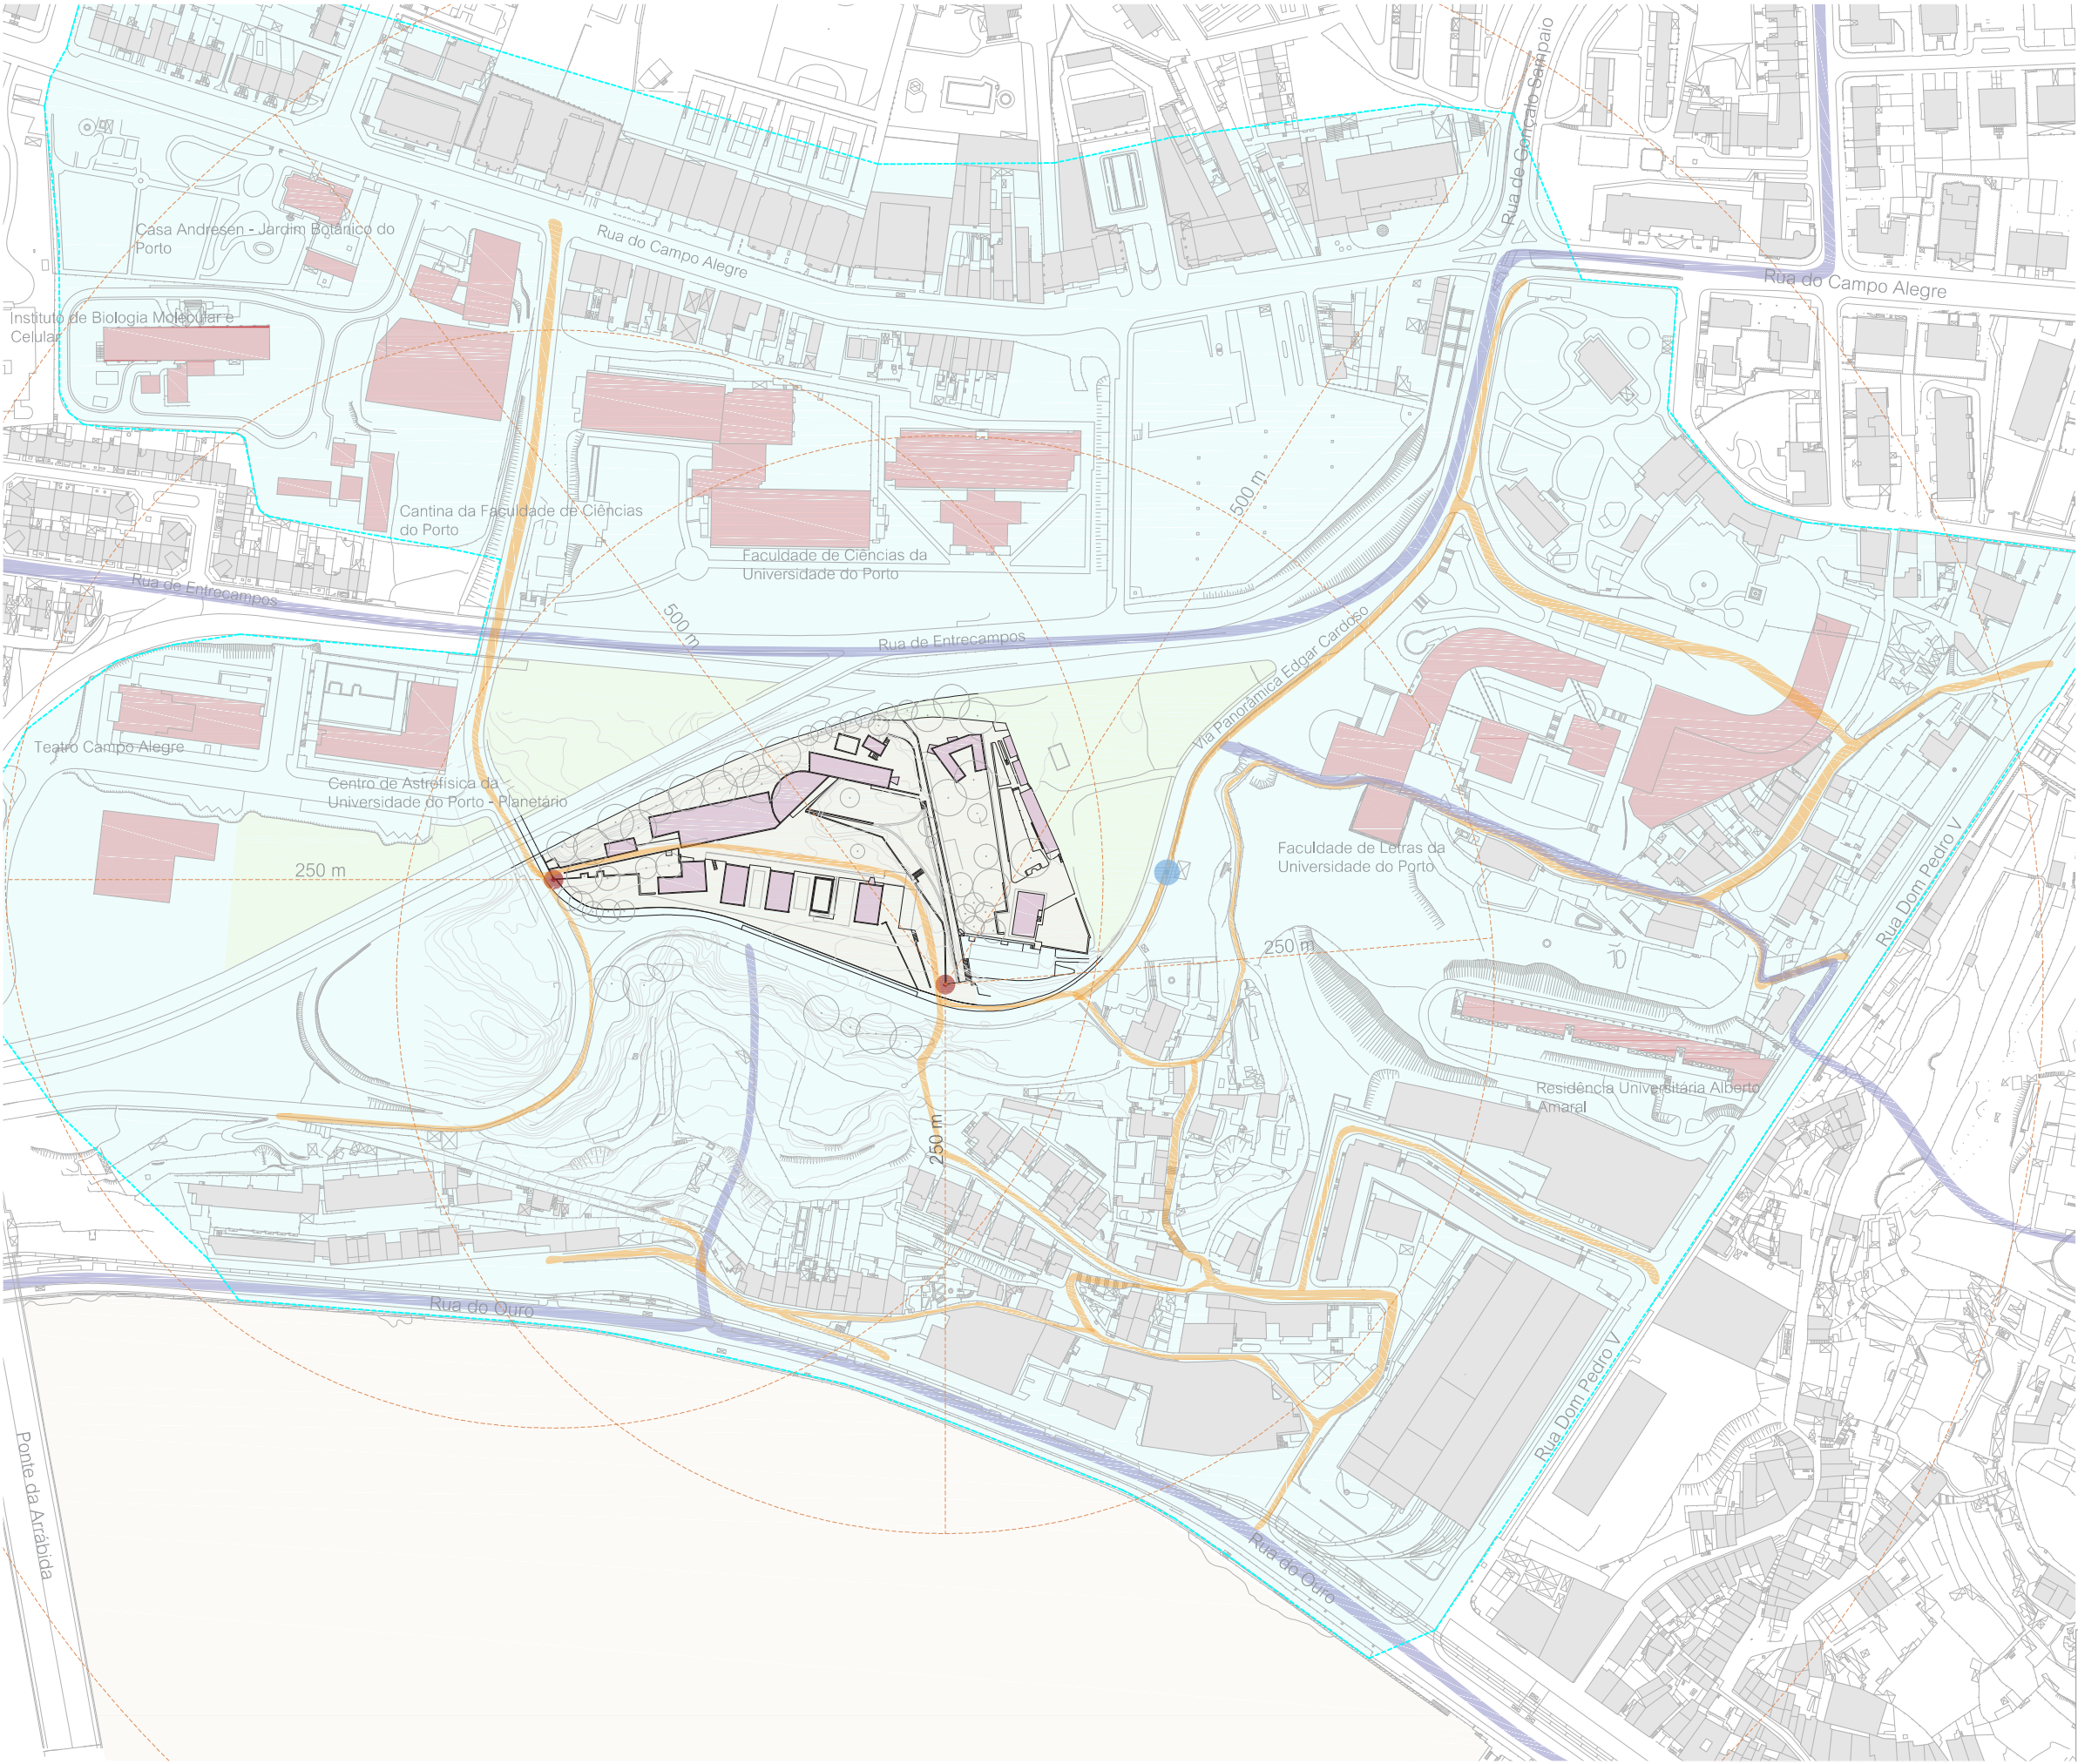 Rua de Gonçalo Sampaio
Casa Andresen - Jardim Botânico do
Porto
Rua do Campo Alegre
Rua do Campo Alegre
Instituto de Biologia Molecular e
Celular
500 m
Cantina da Faculdade de Ciências
do Porto
Faculdade de Ciências da
Universidade do Porto
Rua de Entrecampos
500 m
Rua de Entrecampos
Via Panorâmica Edgar Cardoso
Teatro Campo Alegre
Centro de Astrofísica da
Universidade do Porto - Planetário
250 m
Faculdade de Letras da
Universidade do Porto
Rua Dom Pedro V
250 m
Residência Universitária Alberto
Amaral
250 m
Rua do Ouro
Rua Dom Pedro V
Ponte da Arrábida
Rua do Ouro